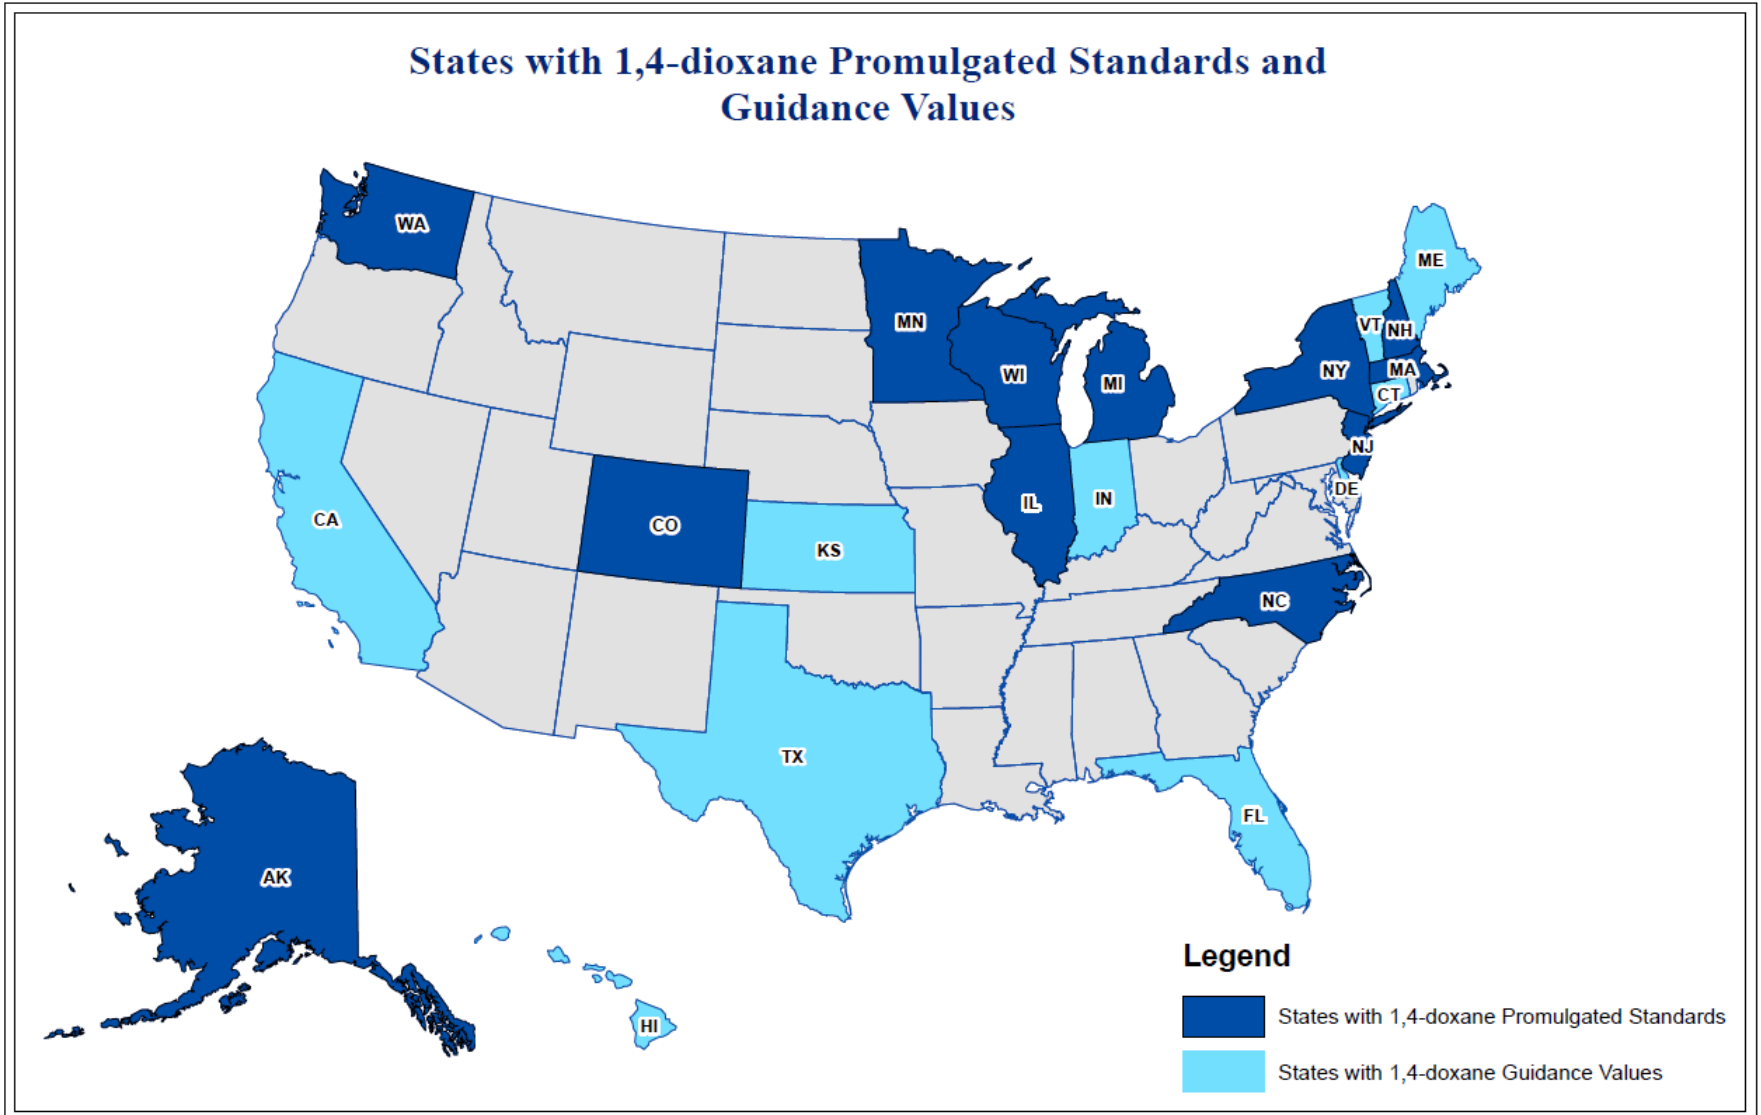 States with 1,4-dioxane Promulgated Standards and
Guidance Values
WA
ME
MN
VT
NH
WI
NY
MA
MI
CT
NJ
DE
IL
IN
CA
CO
KS
NC
TX
FL
AK
HI
Legend
States with 1,4-doxane Promulgated Standards
States with 1,4-doxane Guidance Values